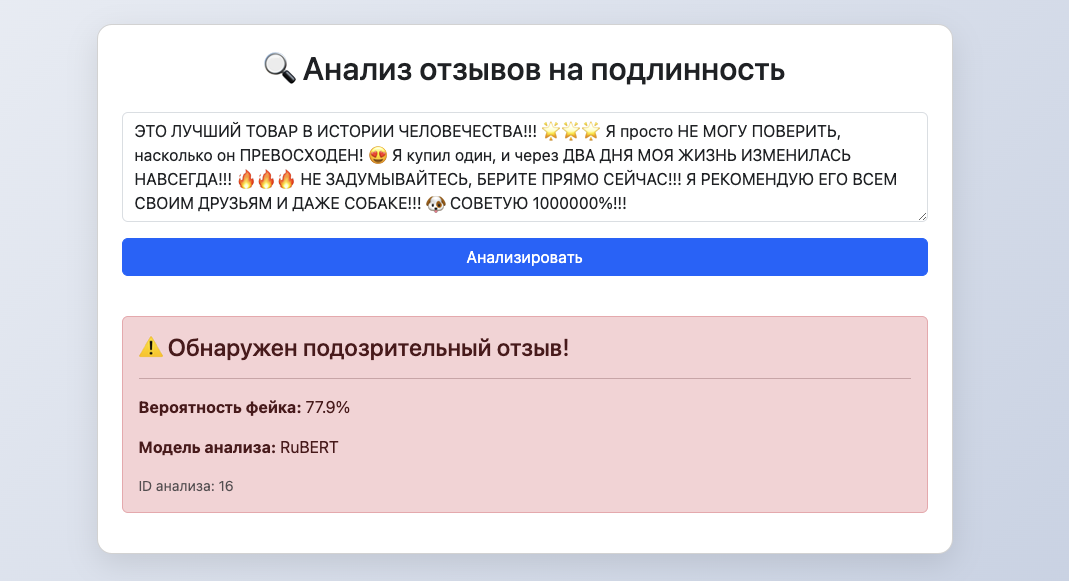 🔍 Анализ отзывов на подлинность
ЭТО ЛУЧШИЙ ТОВАР В ИСТОРИИ ЧЕЛОВЕЧЕСТВА!!! 🌟🌟🌟 Я просто НЕ МОГУ ПОВЕРИТЬ,
насколько он ПРЕВОСХОДЕН! 😍 Я купил один, и через ДВА ДНЯ МОЯ ЖИЗНЬ ИЗМЕНИЛАСЬ
НАВСЕГДА!!! 🔥🔥🔥 НЕ ЗАДУМЫВАЙТЕСЬ, БЕРИТЕ ПРЯМО СЕЙЧАС!!! Я РЕКОМЕНДУЮ ЕГО ВСЕМ
СВОИМ ДРУЗЬЯМ И ДАЖЕ СОБАКЕ!!! 🐶 СОВЕТУЮ 1000000%!!!
Анализировать
⚠️ Обнаружен подозрительный отзыв!
Вероятность фейка: 77.9%
Модель анализа: RuBERT
ID анализа: 16